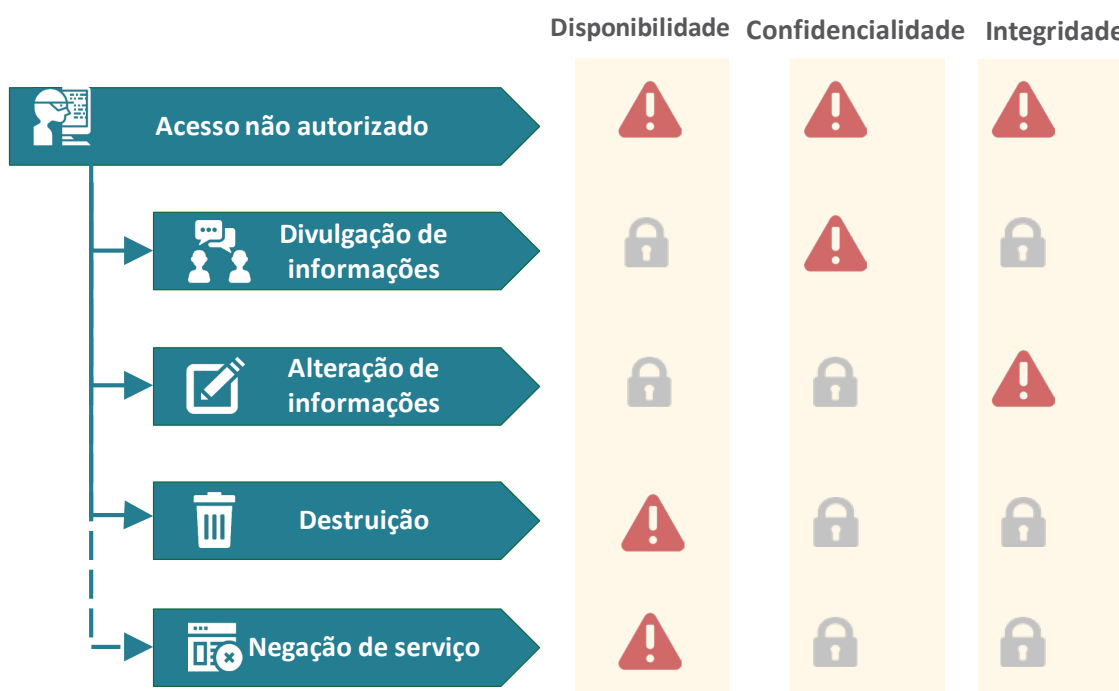 Disponibilidade Confidencialidade Integridade
Acesso não autorizado
Divulgação de
informações
Alteração de
informações
Destruição
Negação de serviço